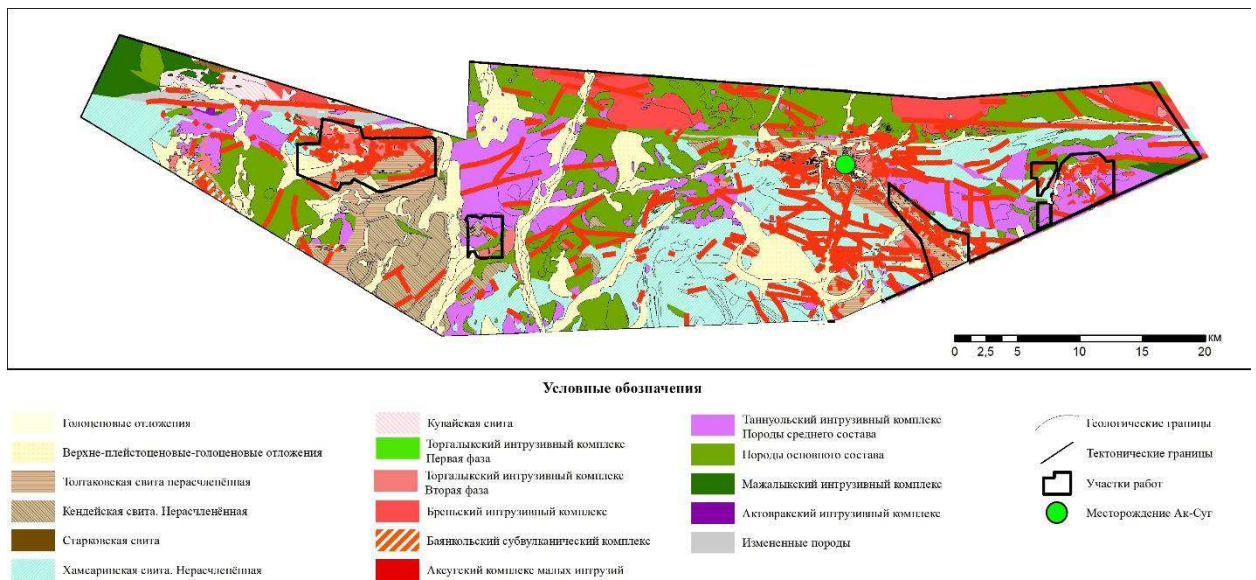 км
0 2,5 5 10 15 20
Условные обозначения
Голоценовые отложения
Верхне-плейстоценовые-голоценовые отложения
Толтаковская свита нерасчленённая
Кендейская свита. Нерасчленённая
Старковская свита
Хамсаринская свита. Нерасчленённая
Кунайская свита
Торгалыкский интрузивный комплекс
Первая фаза
Торгалыкский интрузивный комплекс
Вторая фаза
Бреньский интрузивный комплекс
Баянкольский субвулканический комплекс
Аксугский комплекс малых интрузий
Таннуольский интрузивный комплекс
Породы среднего состава
Породы основного состава
Мажалыкский интрузивный комплекс
Актовракский интрузивный комплекс
Измененные породы
Геологические границы
Тектонические границы
Участки работ
Месторождение Ак-Суг